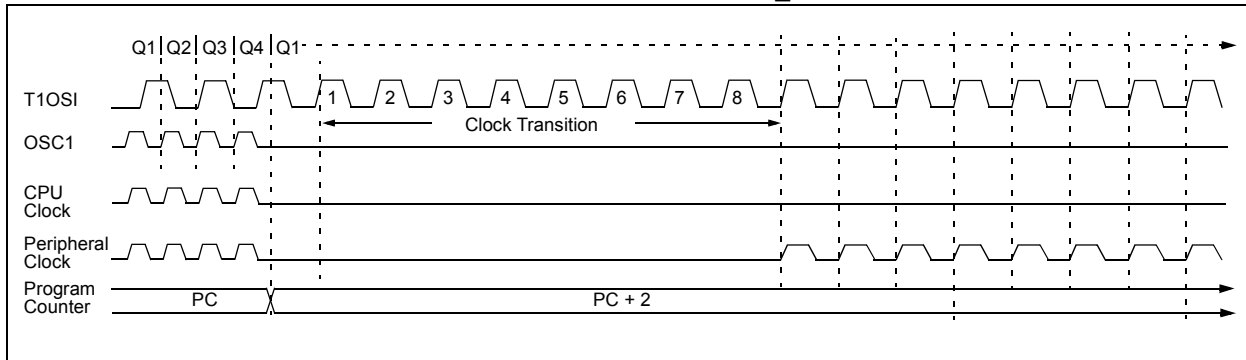 Q1 Q2 Q3 Q4 Q1
T1OSI
1 2 3 4 5 6 7 8
Clock Transition
OSC1
CPU
Clock
Peripheral
Clock
Program
Counter
PC
PC + 2